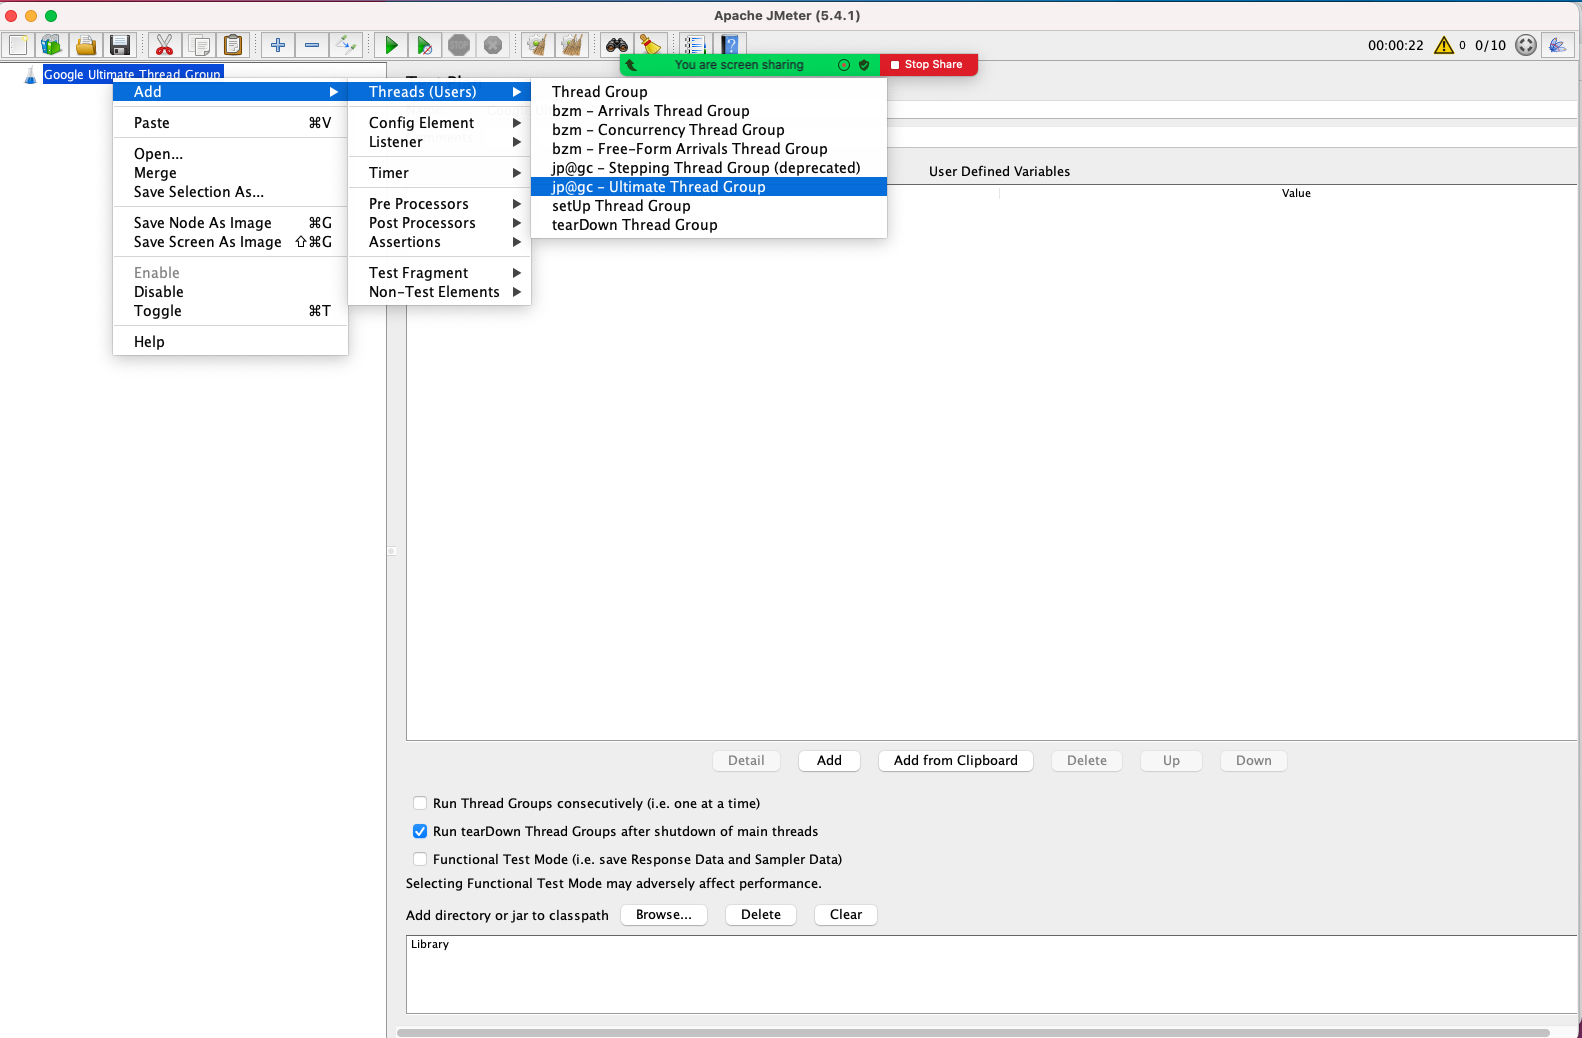 Apache JMeter (5.4.1)
STOP
00:00:22
0
0/10
You are screen sharing
Stop Share
Google Ultimate Thread Group
Add
Paste ⌘V
Open...
Merge
Save Selection As...
Save Node As Image ⌘G
Save Screen As Image ⇧⌘G
Enable
Disable
Toggle ⌘T
Help
Threads (Users)
Config Element
Listener
Timer
Pre Processors
Post Processors
Assertions
Test Fragment
Non-Test Elements
Thread Group
bzm - Arrivals Thread Group
bzm - Concurrency Thread Group
bzm - Free-Form Arrivals Thread Group
jp@gc - Stepping Thread Group (deprecated)
jp@gc - Ultimate Thread Group
setUp Thread Group
tearDown Thread Group
User Defined Variables
Value
Detail Add Add from Clipboard Delete Up Down
Run Thread Groups consecutively (i.e. one at a time)
Run tearDown Thread Groups after shutdown of main threads
Functional Test Mode (i.e. save Response Data and Sampler Data)
Selecting Functional Test Mode may adversely affect performance.
Add directory or jar to classpath Browse... Delete Clear
Library